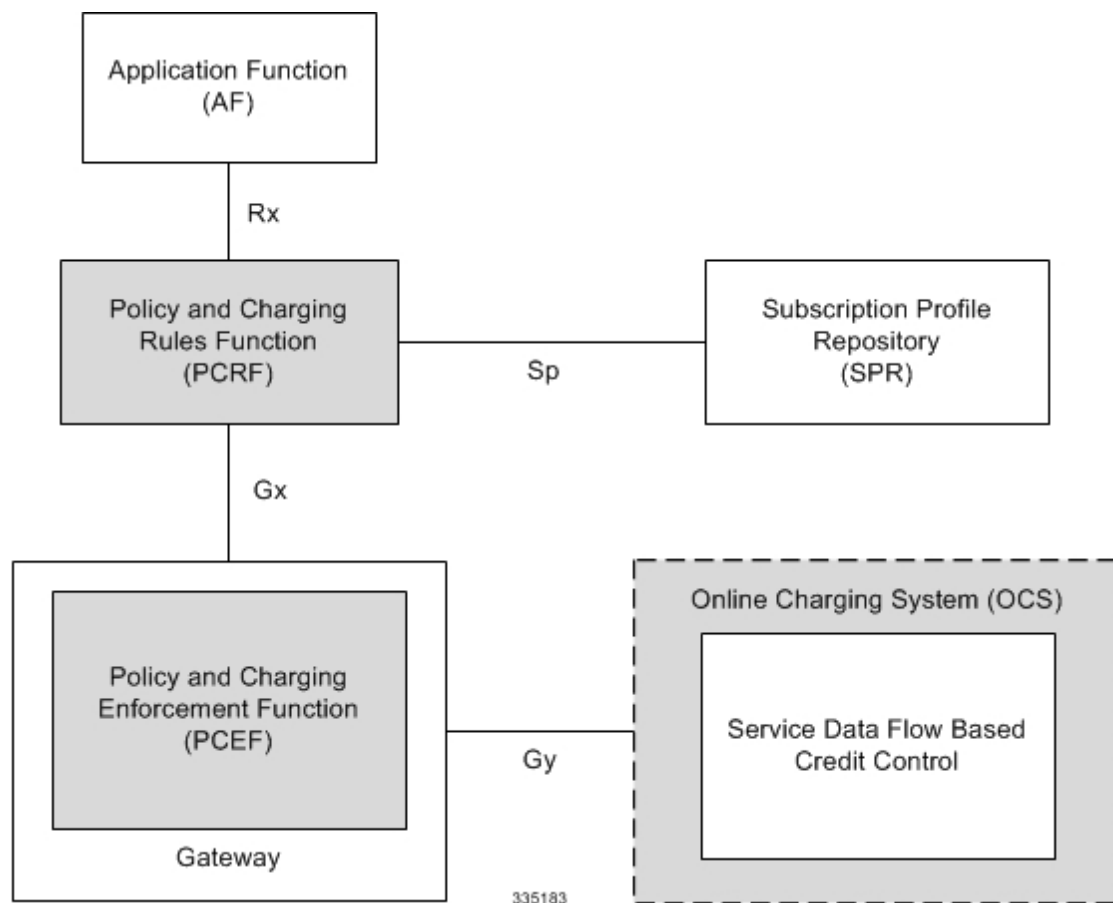 Application Function
(AF)
Rx
Policy and Charging
Rules Function
(PCRF)
Sp
Subscription Profile
Repository
(SPR)
Gx
Policy and Charging
Enforcement Function
(PCEF)
Gateway
Gy
Online Charging System (OCS)
Service Data Flow Based
Credit Control
335183